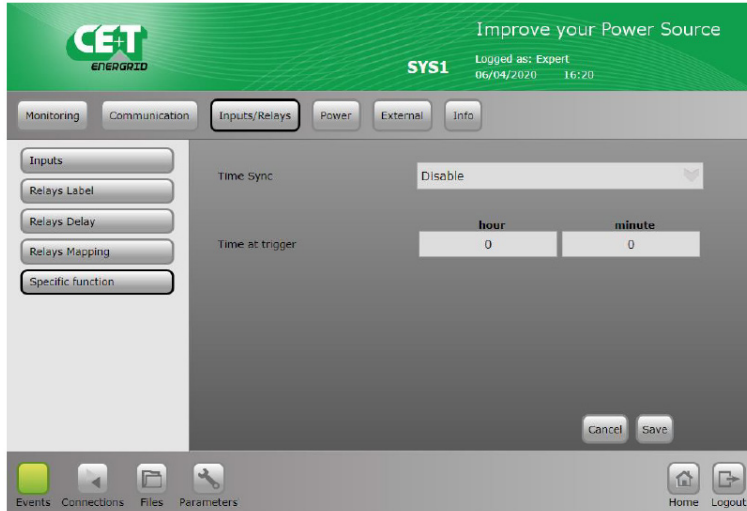 CE+T
ENERGRID
Improve your Power Source
SYS1
Logged as: Expert
06/04/2020 16:20
Monitoring Communication Inputs/Relays Power External Info
Inputs
Relays Label
Relays Delay
Relays Mapping
Specific function
Time Sync Disable
hour minute
Time at trigger 0 0
Cancel Save
Events Connections Files Parameters Home Logout